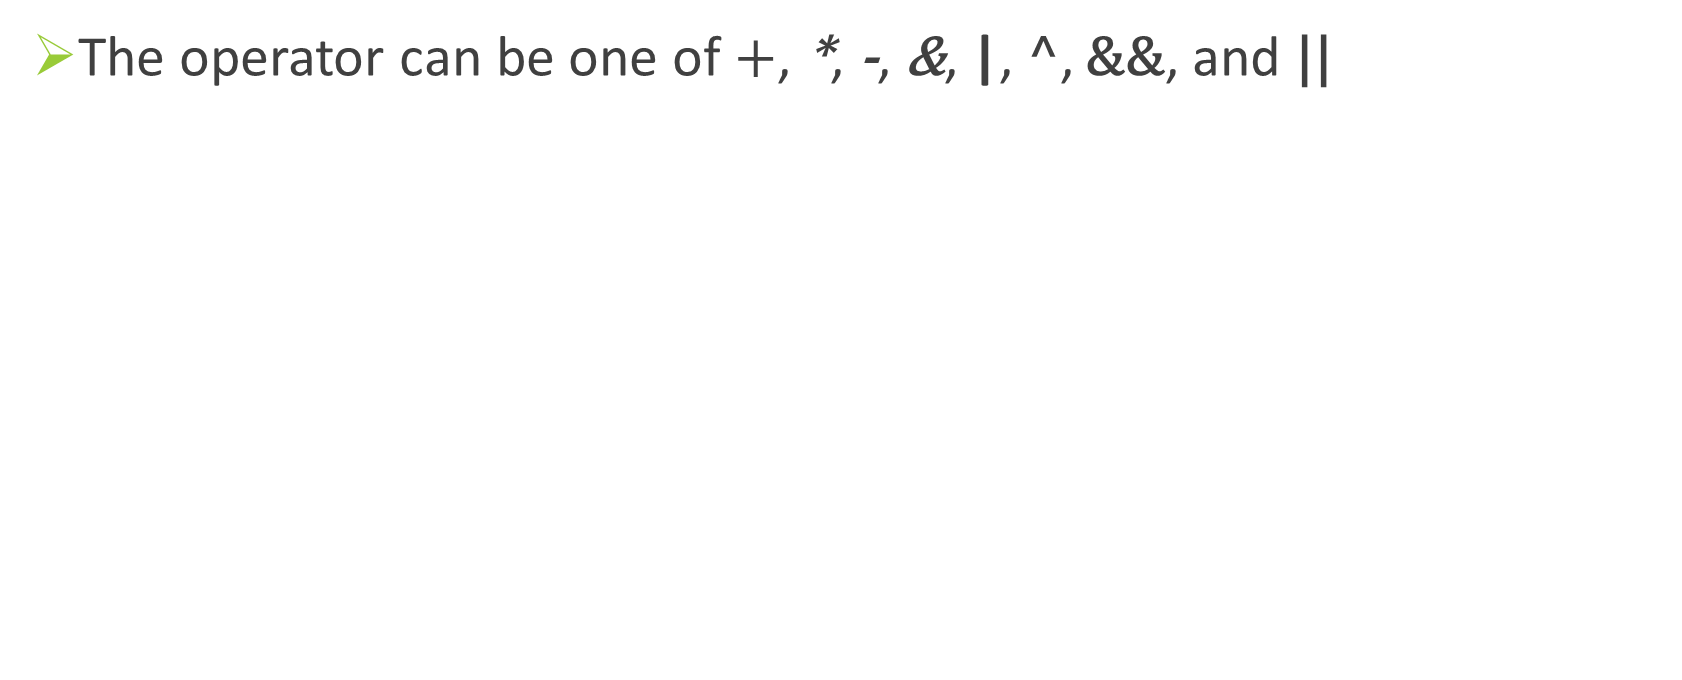 ➢The operator can be one of +, *, -, &, |, ^, &&, and ||